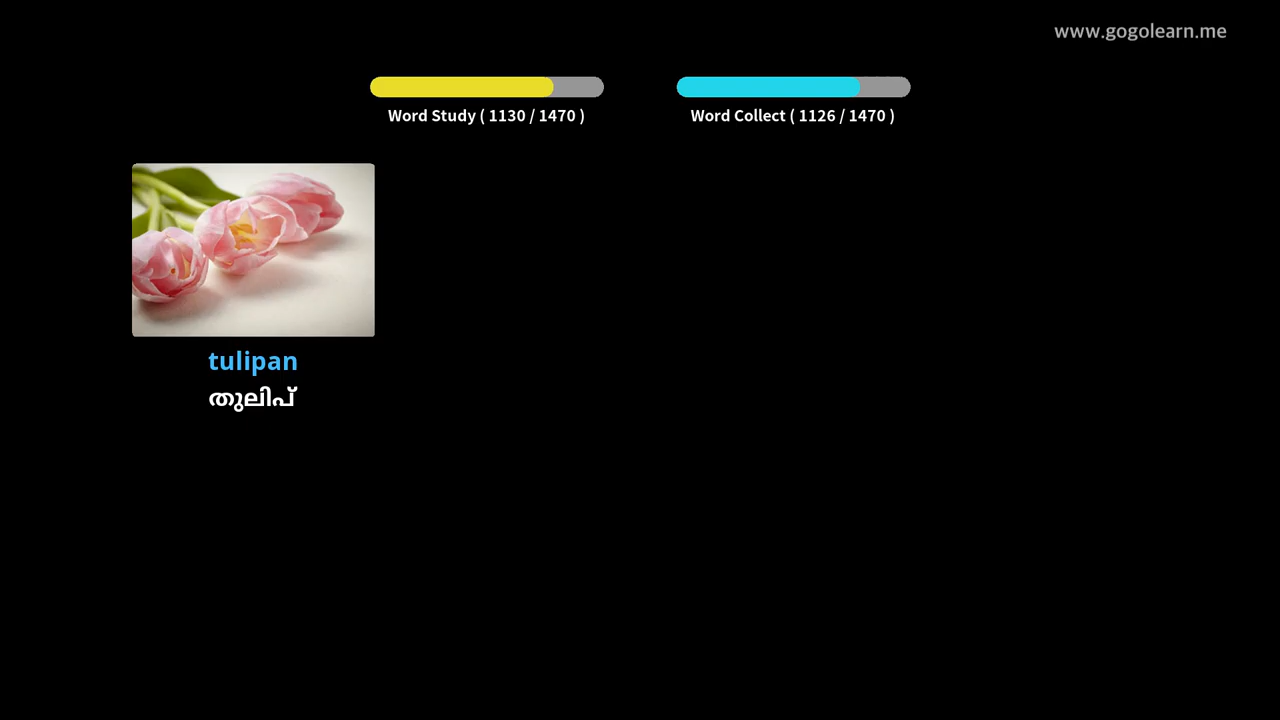 www.gogolearn.me
Word Study ( 1130 / 1470 )
Word Collect ( 1126 / 1470 )
tulipan
തുലിപ്